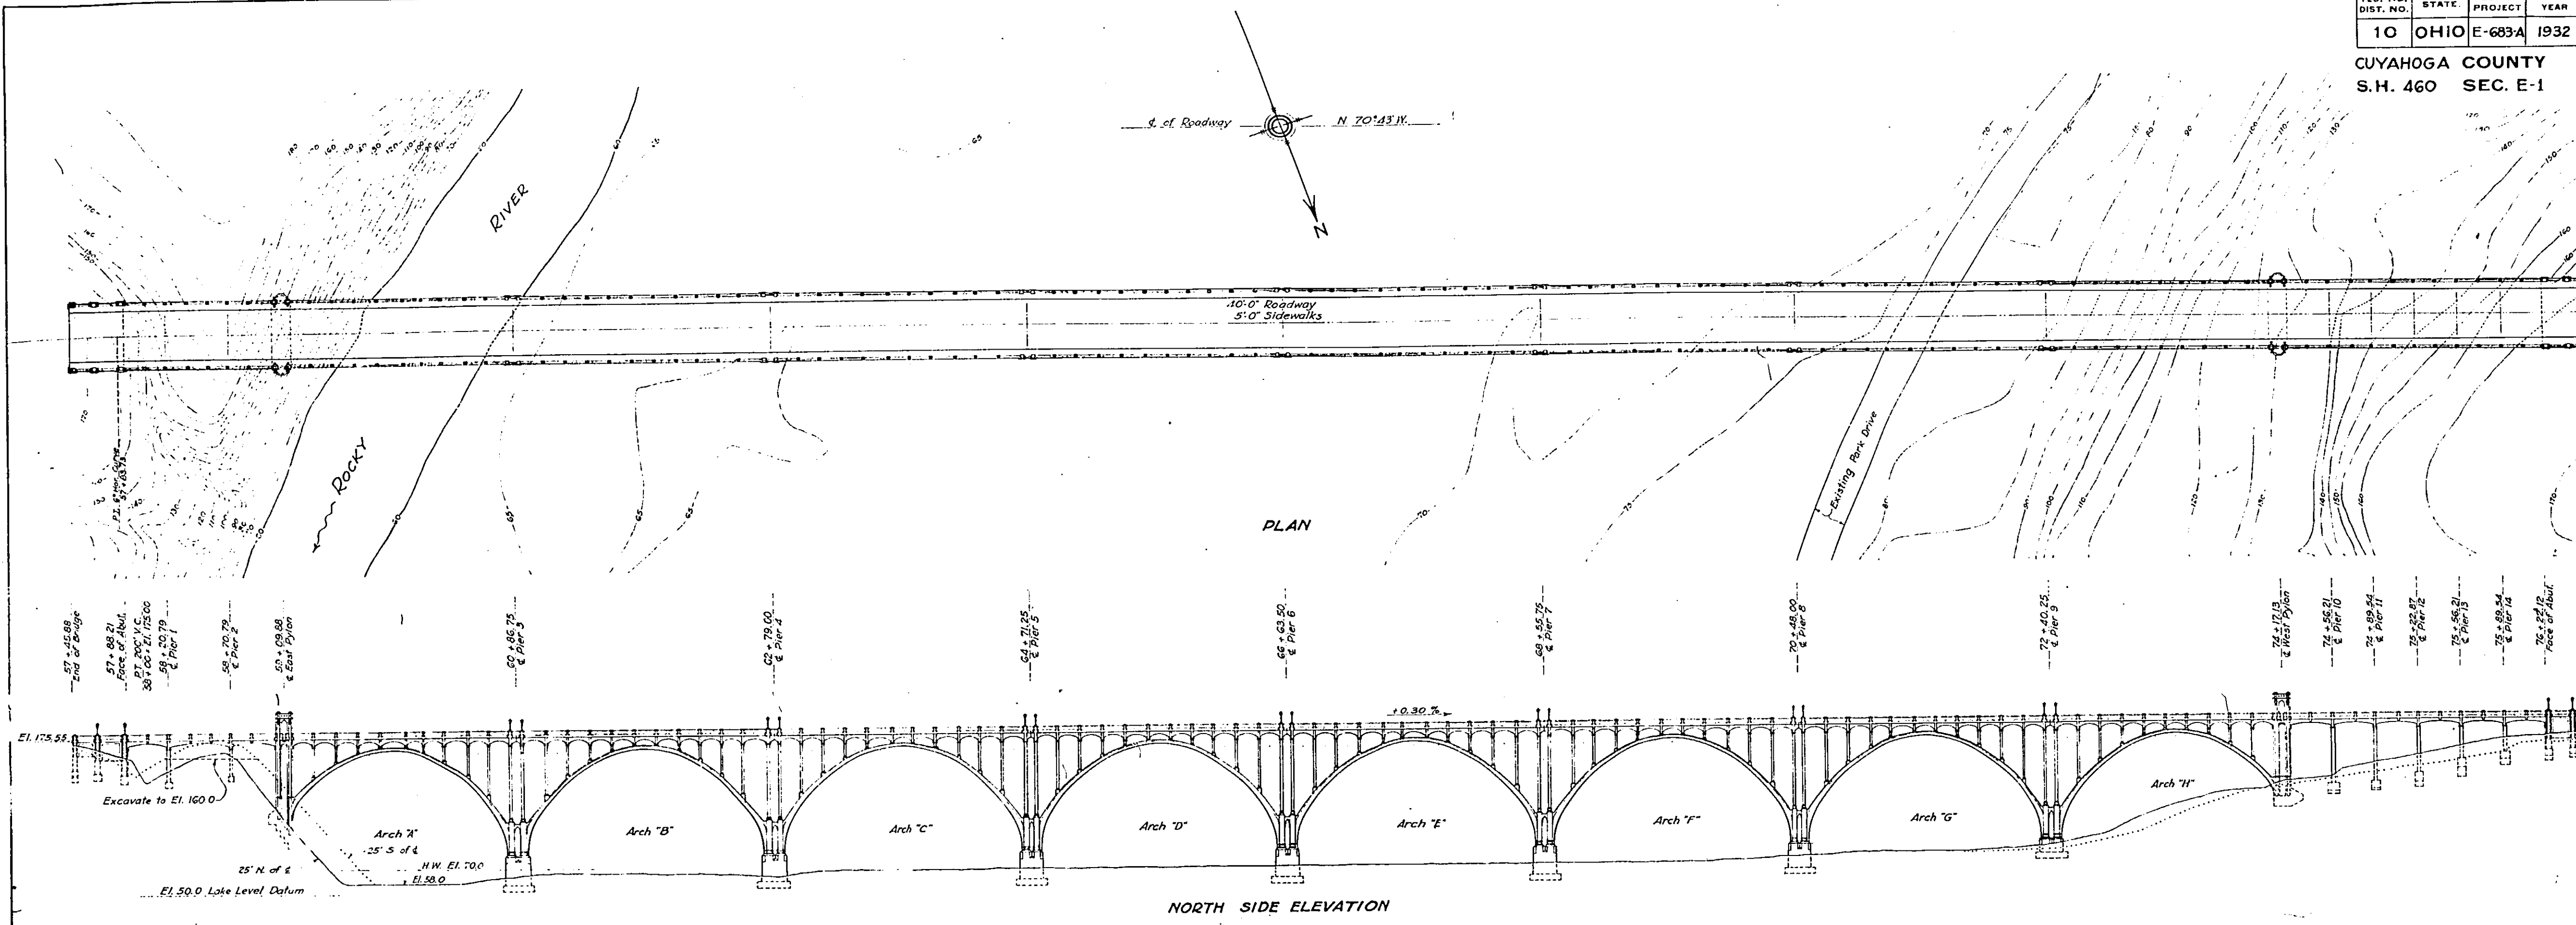 DIST. NO. STATE. PROJECT YEAR
10 OHIO E-683-A 1932
CUYAHOGA COUNTY
S.H. 460 SEC. E-1
℄ of Roadway N 70°43' W.
N
RIVER
ROCKY
40'-0" Roadway
5'-0" Sidewalks
Existing Park Drive
PLAN
57 + 45.88
End of Bridge
57 + 88.21
Face of Abut.
P.T. 200' V.C.
58+00 - El. 175.00
58 + 20.79
℄ Pier 1
58 + 70.79
℄ Pier 2
59 + 09.88
℄ East Pylon
60 + 86.75
℄ Pier 3
62 + 79.00
℄ Pier 4
64 + 71.25
℄ Pier 5
66 + 63.50
℄ Pier 6
68 + 55.75
℄ Pier 7
70 + 48.00
℄ Pier 8
72 + 40.25
℄ Pier 9
74 + 17.13
℄ West Pylon
74 + 56.21
℄ Pier 10
74 + 89.54
℄ Pier 11
75 + 22.87
℄ Pier 12
75 + 56.21
℄ Pier 13
75 + 89.54
℄ Pier 14
76 + 22.12
Face of Abut.
+0.30 %
El. 175.55
Excavate to El. 160.0
Arch "A"
Arch "B"
Arch "C"
Arch "D"
Arch "E"
Arch "F"
Arch "G"
Arch "H"
25' S. of ℄
25' N. of ℄
H.W. El. 70.0
El. 58.0
El. 50.0 Lake Level Datum
NORTH SIDE ELEVATION